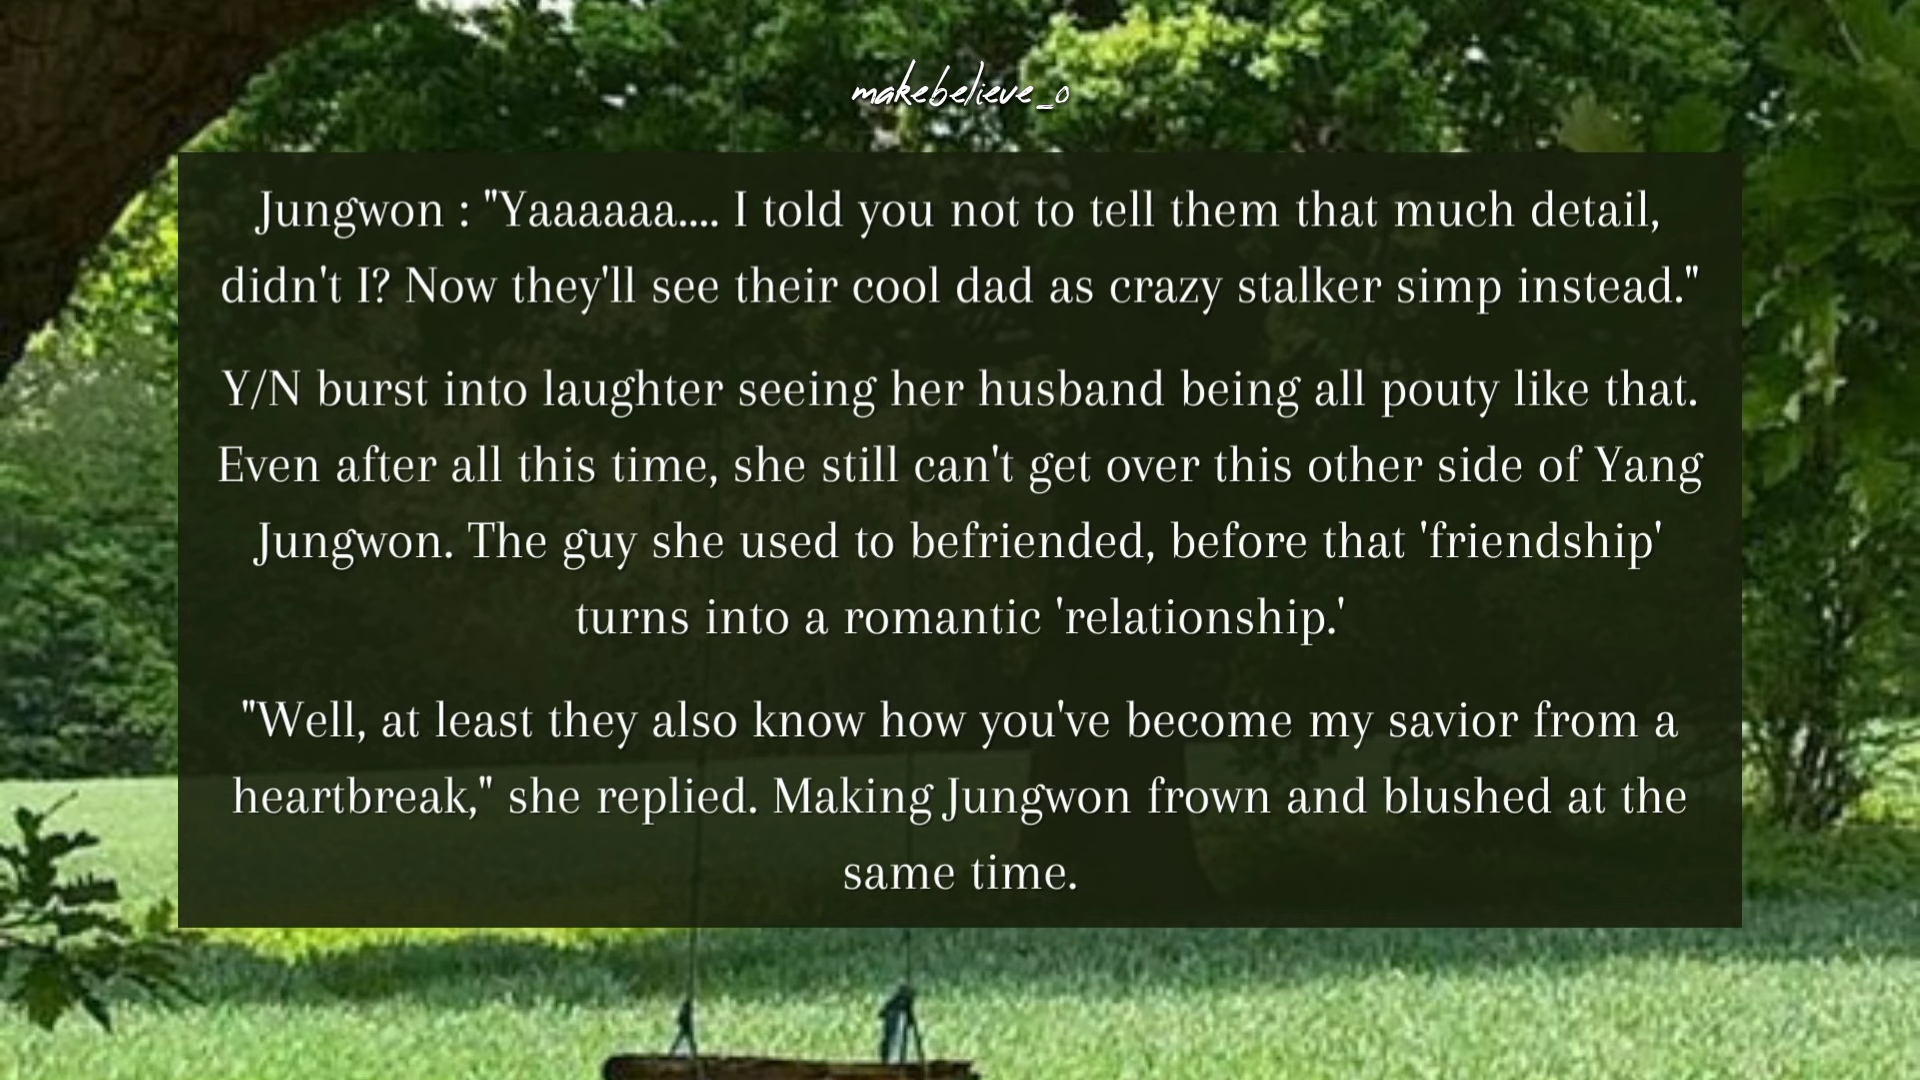 makebelieve_o
Jungwon : "Yaaaaaa.... I told you not to tell them that much detail,
didn't I? Now they'll see their cool dad as crazy stalker simp instead."
Y/N burst into laughter seeing her husband being all pouty like that.
Even after all this time, she still can't get over this other side of Yang
Jungwon. The guy she used to befriended, before that 'friendship'
turns into a romantic 'relationship.'
"Well, at least they also know how you've become my savior from a
heartbreak," she replied. Making Jungwon frown and blushed at the
same time.